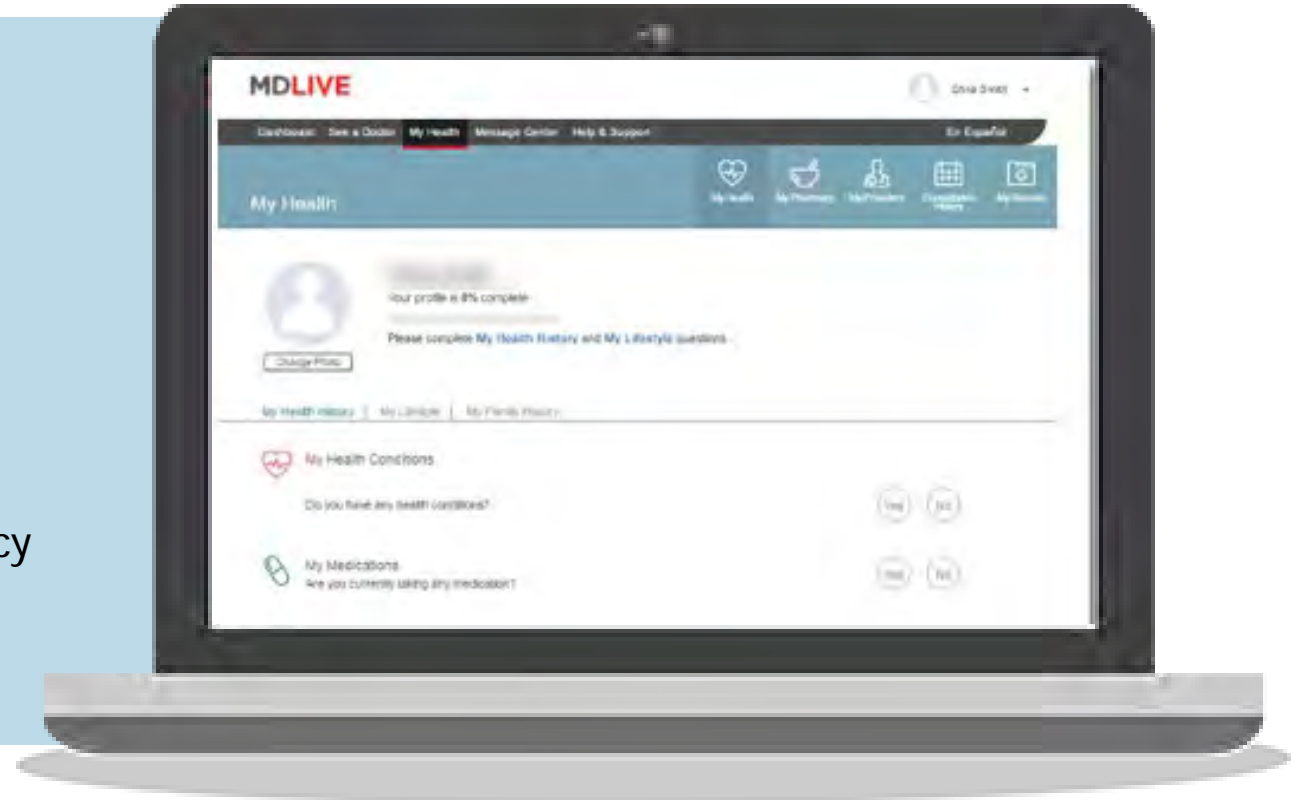 MDLIVE
Dashboard See a Doctor My Health Message Center Help & Support En Español
My Health
My Health My Pharmacy My Providers My Records
Your profile is 8% complete
Please complete My Health History and My Lifestyle questions
Change Photo
My Health History | My Lifestyle | My Family History
My Health Conditions
Do you have any health conditions? Yes No
cy
My Medications
Are you currently taking any medication? Yes No